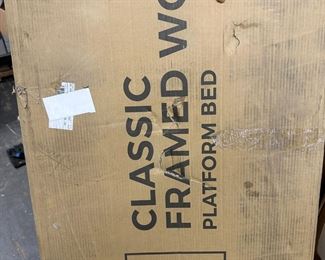 CLASSIC
FRAMED WO
PLATFORM BED